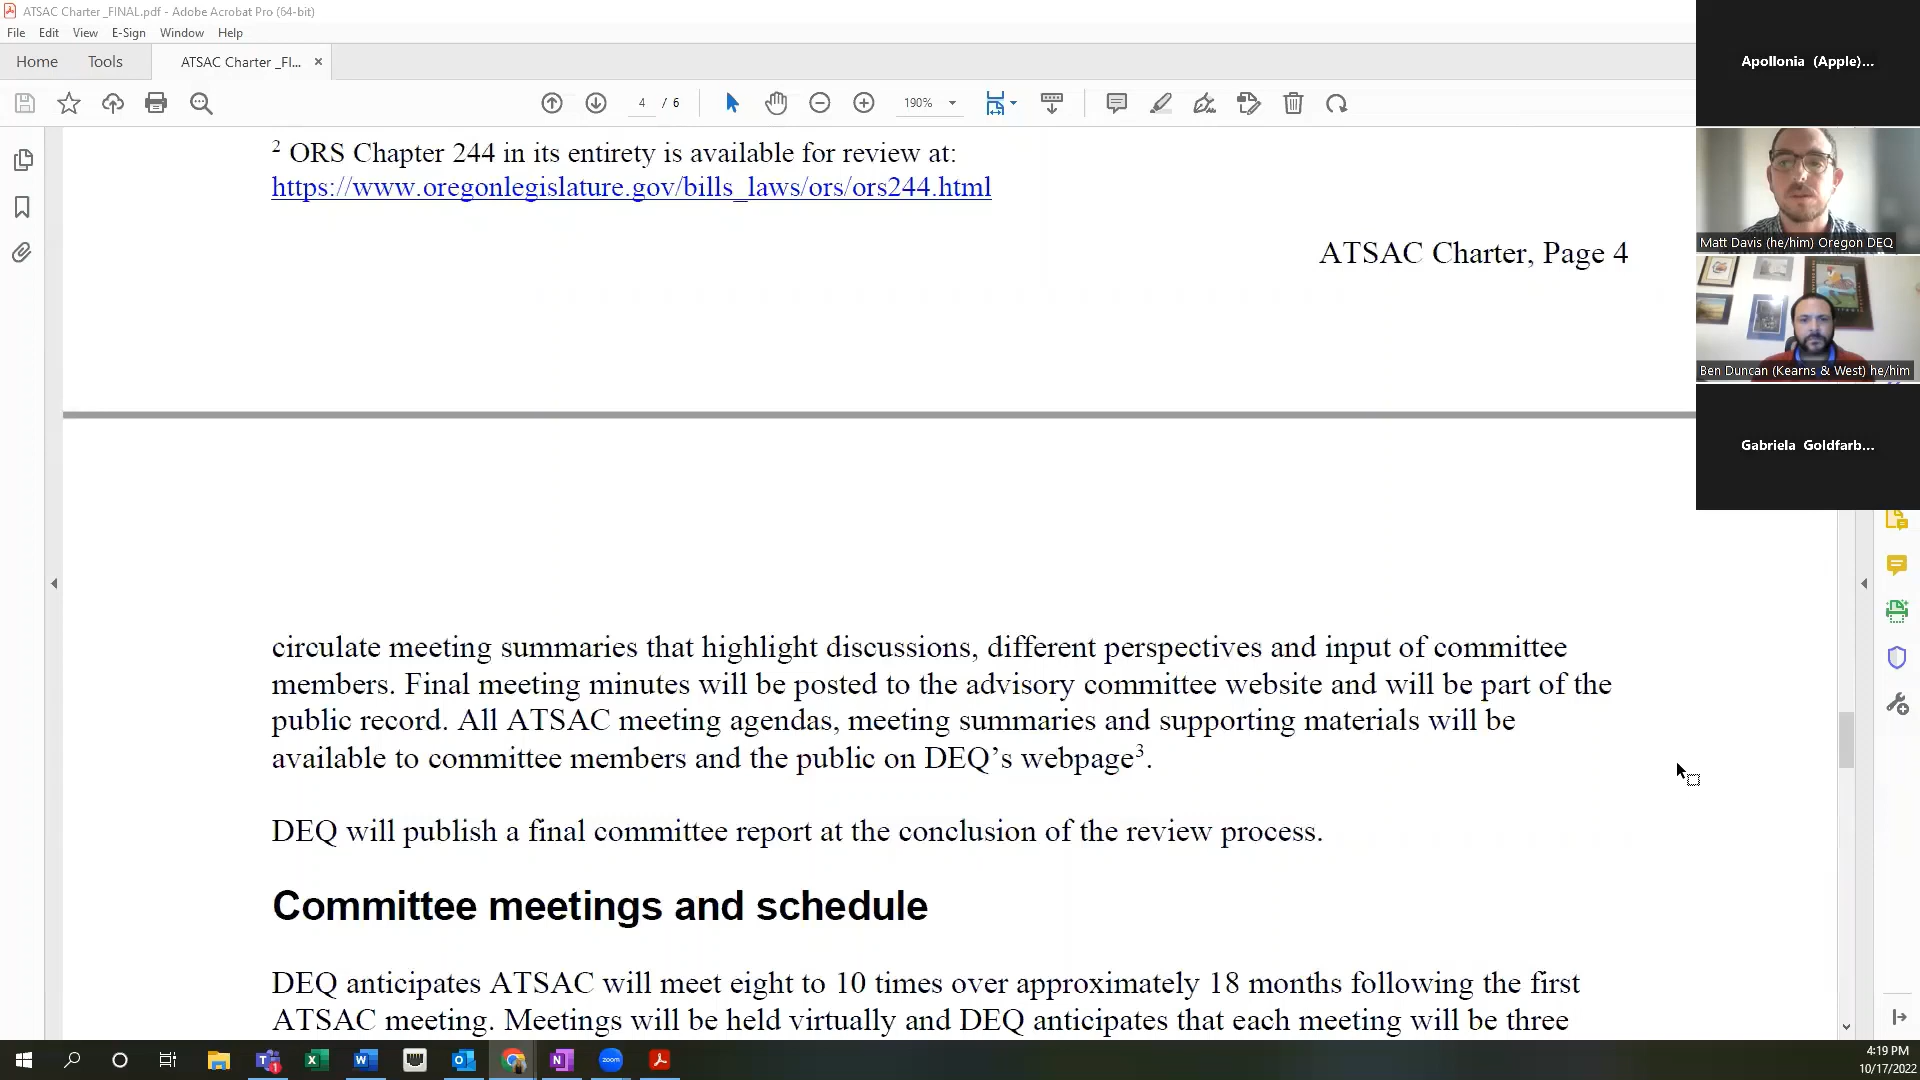 ATSAC Charter _FINAL.pdf - Adobe Acrobat Pro (64-bit)
File Edit View E-Sign Window Help
Home Tools ATSAC Charter _FI... ×
4 / 6 190%
2 ORS Chapter 244 in its entirety is available for review at:
https://www.oregonlegislature.gov/bills_laws/ors/ors244.html
ATSAC Charter, Page 4
circulate meeting summaries that highlight discussions, different perspectives and input of committee
members. Final meeting minutes will be posted to the advisory committee website and will be part of the
public record. All ATSAC meeting agendas, meeting summaries and supporting materials will be
available to committee members and the public on DEQ’s webpage3.
DEQ will publish a final committee report at the conclusion of the review process.
Committee meetings and schedule
DEQ anticipates ATSAC will meet eight to 10 times over approximately 18 months following the first
ATSAC meeting. Meetings will be held virtually and DEQ anticipates that each meeting will be three
Apollonia (Apple)...
Matt Davis (he/him) Oregon DEQ
Ben Duncan (Kearns & West) he/him
Gabriela Goldfarb...
zoom
4:19 PM
10/17/2022